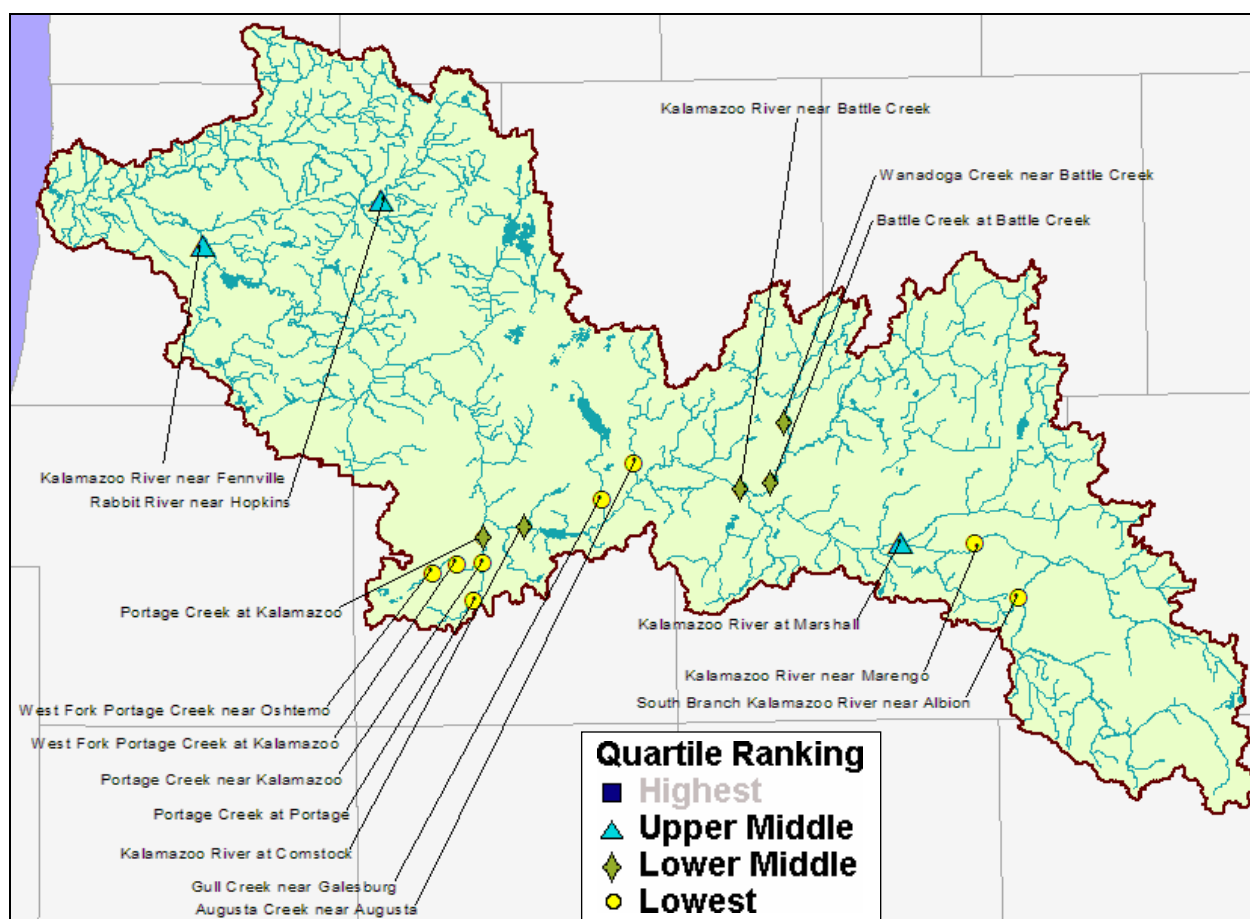 Kalamazoo River near Battle Creek
Wanadoga Creek near Battle Creek
Battle Creek at Battle Creek
Kalamazoo River near Fennville
Rabbit River near Hopkins
Portage Creek at Kalamazoo
Kalamazoo River at Marshall
Kalamazoo River near Marengo
South Branch Kalamazoo River near Albion
West Fork Portage Creek near Oshtemo
West Fork Portage Creek at Kalamazoo
Portage Creek near Kalamazoo
Portage Creek at Portage
Kalamazoo River at Comstock
Gull Creek near Galesburg
Augusta Creek near Augusta
Quartile Ranking
Highest
Upper Middle
Lower Middle
Lowest